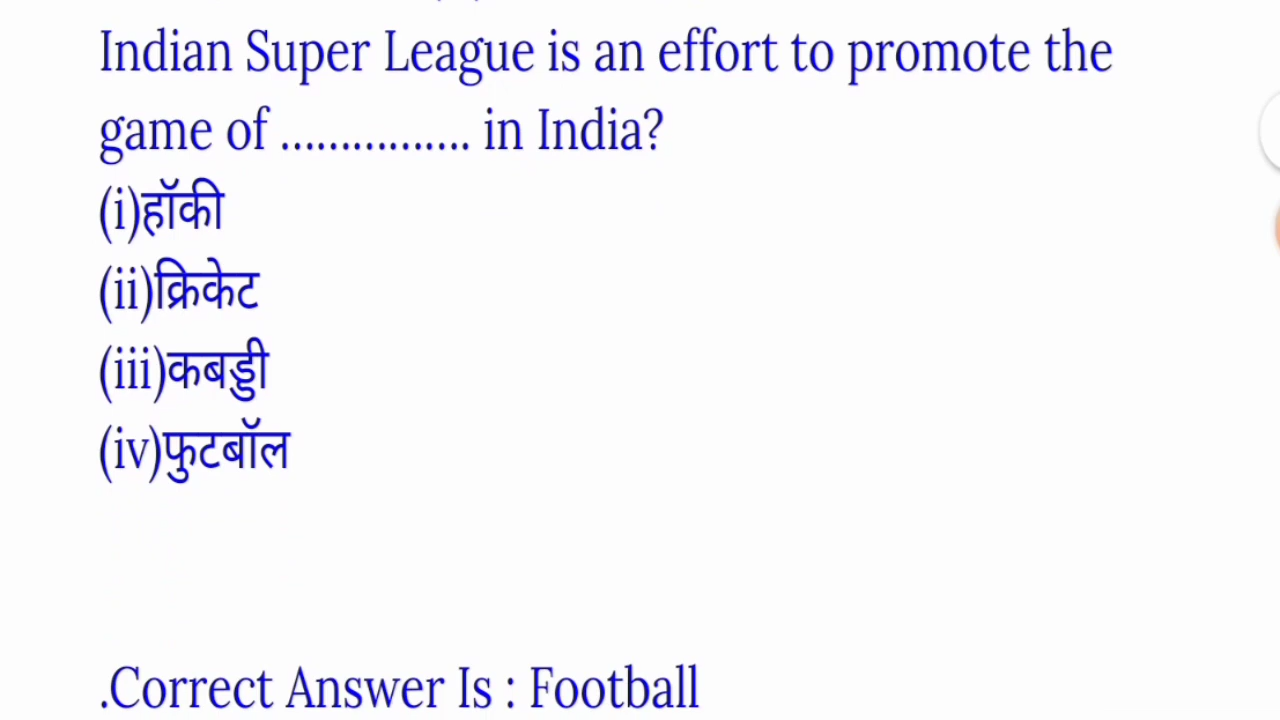 Indian Super League is an effort to promote the
game of ................ in India?
(i)हॉकी
(ii)क्रिकेट
(iii)कबड्डी
(iv)फुटबॉल
.Correct Answer Is : Football